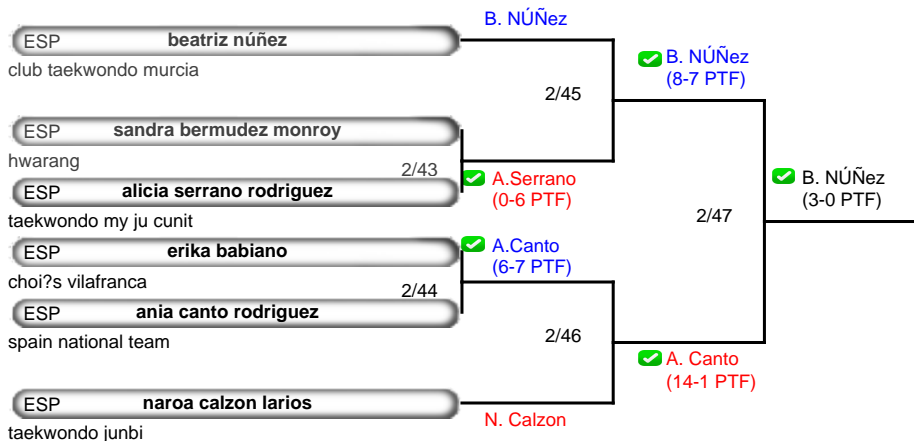 B. NÚÑez
ESP beatriz núñez
club taekwondo murcia
B. NÚÑez
(8-7 PTF)
2/45
ESP sandra bermudez monroy
hwarang
2/43
A.Serrano
(0-6 PTF)
B. NÚÑez
(3-0 PTF)
ESP alicia serrano rodriguez
taekwondo my ju cunit
2/47
ESP erika babiano
choi?s vilafranca
A.Canto
(6-7 PTF)
2/44
ESP ania canto rodriguez
spain national team
2/46
A. Canto
(14-1 PTF)
ESP naroa calzon larios
taekwondo junbi
N. Calzon